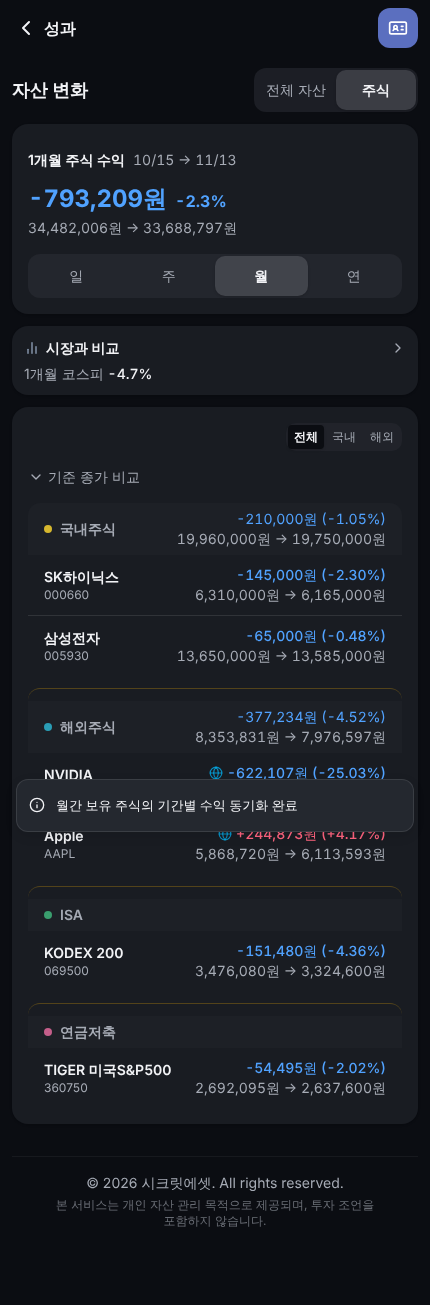 성과
자산 변화
전체 자산
주식
1개월 주식 수익 10/15 → 11/13
-793,209원 -2.3%
34,482,006원 → 33,688,797원
일
주
월
연
시장과 비교
1개월 코스피 -4.7%
전체
국내
해외
기준 종가 비교
국내주식
-210,000원 (-1.05%)
19,960,000원 → 19,750,000원
SK하이닉스
-145,000원 (-2.30%)
000660
6,310,000원 → 6,165,000원
삼성전자
-65,000원 (-0.48%)
005930
13,650,000원 → 13,585,000원
해외주식
-377,234원 (-4.52%)
8,353,831원 → 7,976,597원
NVIDIA
-622,107원 (-25.03%)
월간 보유 주식의 기간별 수익 동기화 완료
Apple
+244,873원 (+4.17%)
AAPL
5,868,720원 → 6,113,593원
ISA
KODEX 200
-151,480원 (-4.36%)
069500
3,476,080원 → 3,324,600원
연금저축
TIGER 미국S&P500
-54,495원 (-2.02%)
360750
2,692,095원 → 2,637,600원
© 2026 시크릿에셋. All rights reserved.
본 서비스는 개인 자산 관리 목적으로 제공되며, 투자 조언을
포함하지 않습니다.